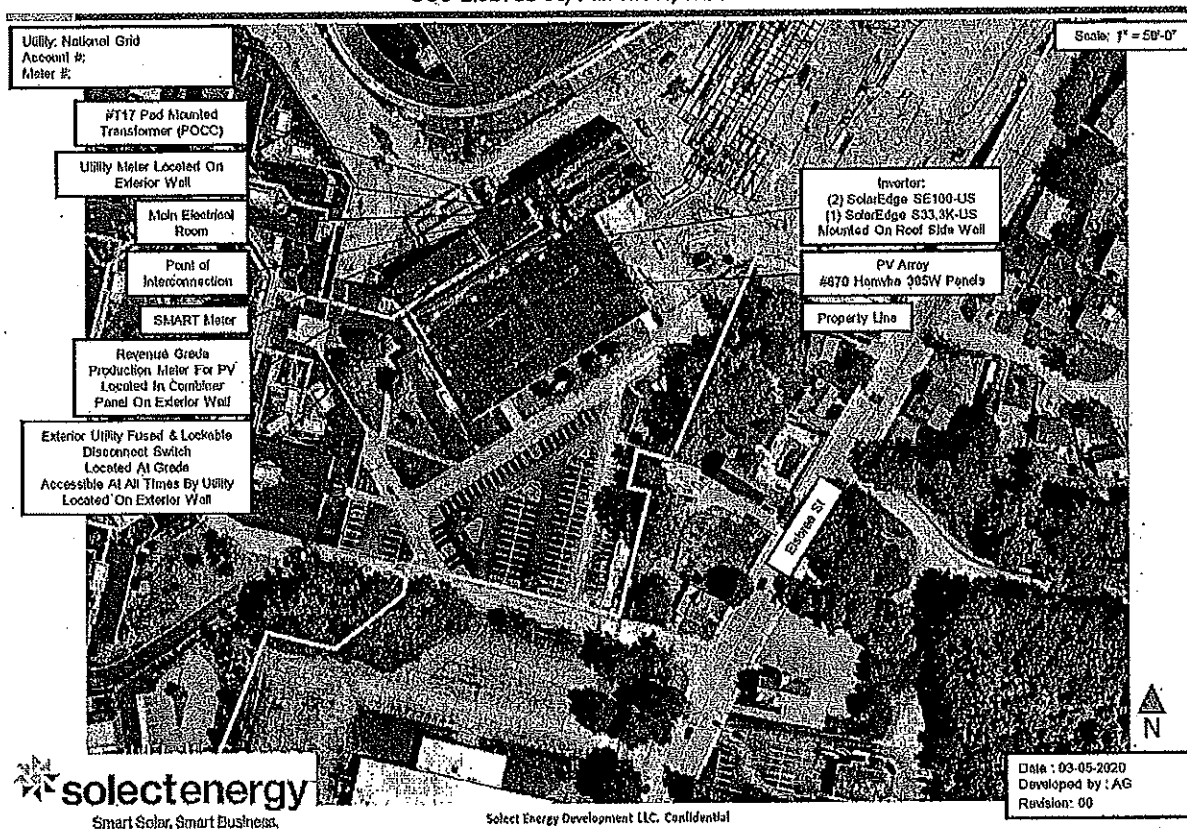 Utility: National Grid
Account #:
Meter #:
Scale: 1" = 50'-0"
#T17 Pad Mounted
Transformer (POCC)
Utility Meter Located On
Exterior Wall
Main Electrical
Room
Point of
Interconnection
SMART Meter
Revenue Grade
Production Meter For PV
Located In Combiner
Panel On Exterior Wall
Exterior Utility Fused & Lockable
Disconnect Switch
Located At Grade
Accessible At All Times By Utility
Located On Exterior Wall
Inverter:
(2) SolarEdge SE100-US
(1) SolarEdge S33.3K-US
Mounted On Roof Side Wall
PV Array
Panels
Property Line
St
N
solectenergy
Smart Solar, Smart Business.
Select Energy Development LLC. Confidential
Date : 03-05-2020
Developed by : AG
Revision: 00